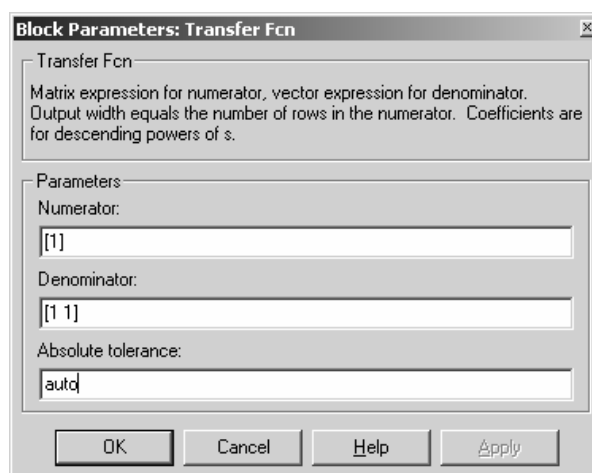 Block Parameters: Transfer Fcn
Transfer Fcn
Matrix expression for numerator, vector expression for denominator.
Output width equals the number of rows in the numerator. Coefficients are
for descending powers of s.
Parameters
Numerator:
[1]
Denominator:
[1 1]
Absolute tolerance:
auto
OK Cancel Help Apply